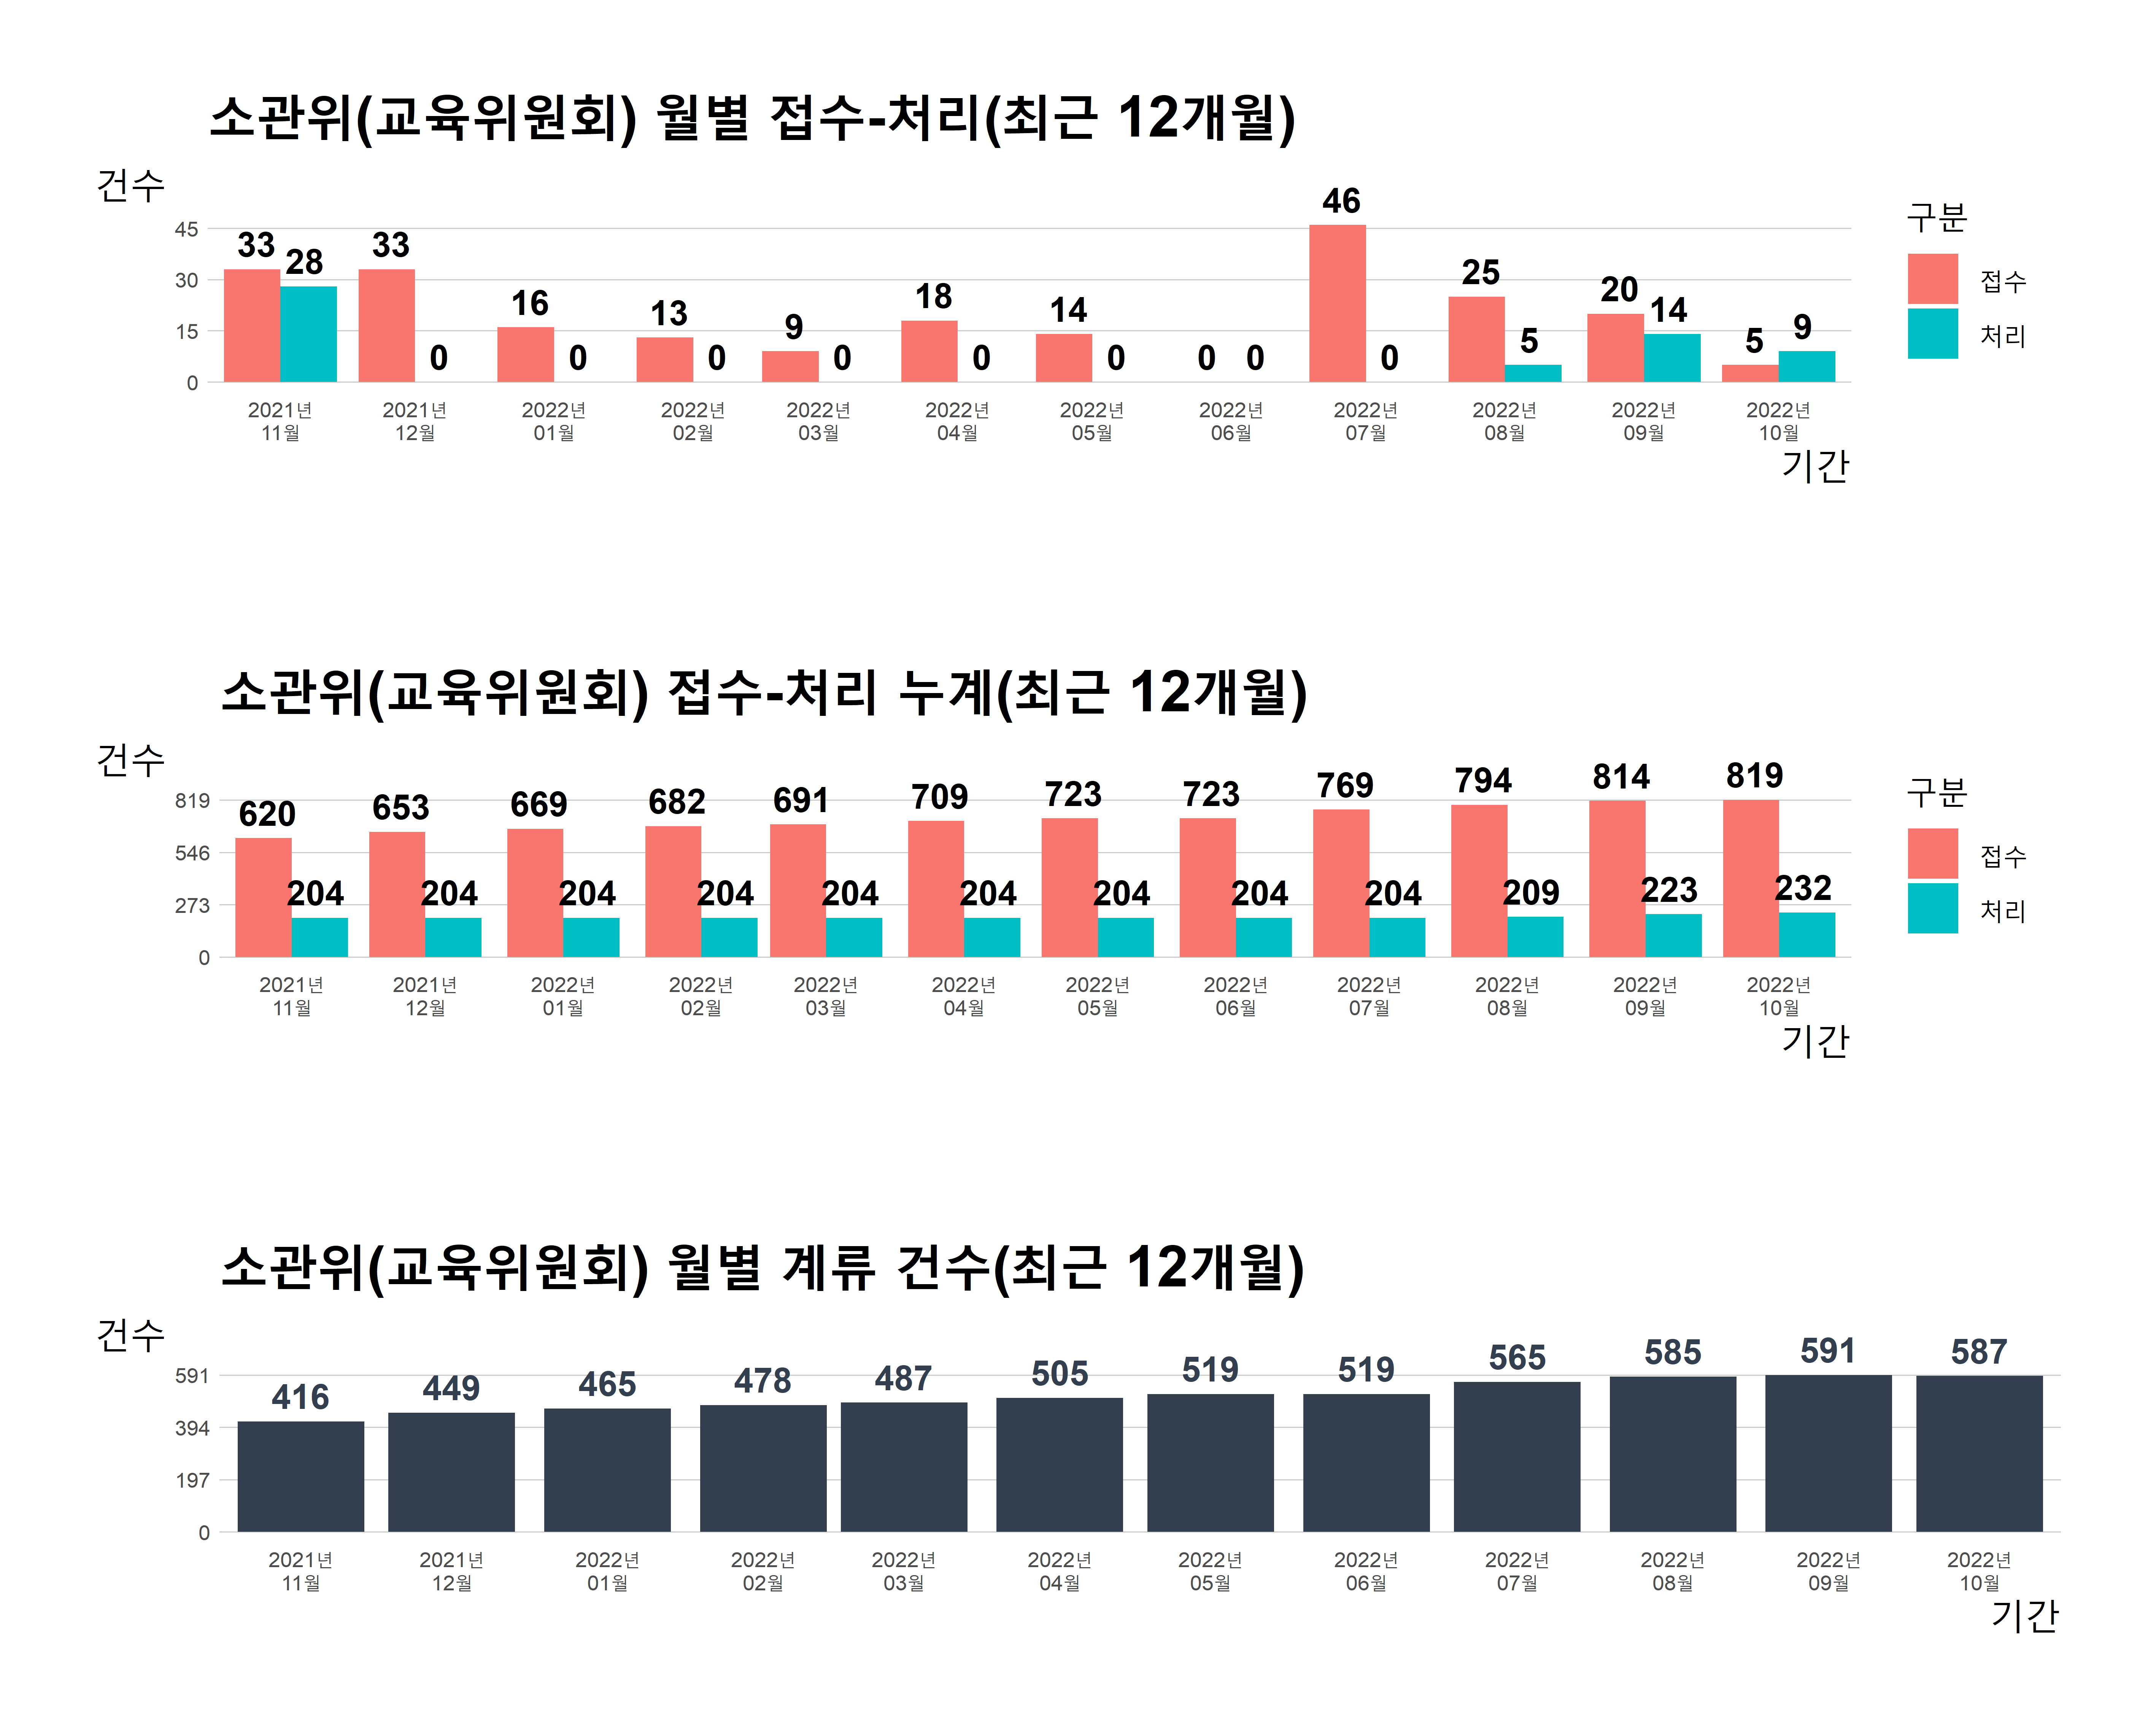 소관위(교육위원회) 월별 접수-처리(최근 12개월)
건수
45
30
15
0
33 28 33 0 16 0 13 0 9 0 18 0 14 0 0 0 46 0 25 5 20 14 5 9
2021년 2021년 2022년 2022년 2022년 2022년 2022년 2022년 2022년 2022년 2022년 2022년
11월 12월 01월 02월 03월 04월 05월 06월 07월 08월 09월 10월
기간
구분
접수
처리
소관위(교육위원회) 접수-처리 누계(최근 12개월)
건수
819
546
273
0
620 204 653 204 669 204 682 204 691 204 709 204 723 204 723 204 769 204 794 209 814 223 819 232
2021년 2021년 2022년 2022년 2022년 2022년 2022년 2022년 2022년 2022년 2022년 2022년
11월 12월 01월 02월 03월 04월 05월 06월 07월 08월 09월 10월
기간
구분
접수
처리
소관위(교육위원회) 월별 계류 건수(최근 12개월)
건수
591
394
197
0
416 449 465 478 487 505 519 519 565 585 591 587
2021년 2021년 2022년 2022년 2022년 2022년 2022년 2022년 2022년 2022년 2022년 2022년
11월 12월 01월 02월 03월 04월 05월 06월 07월 08월 09월 10월
기간